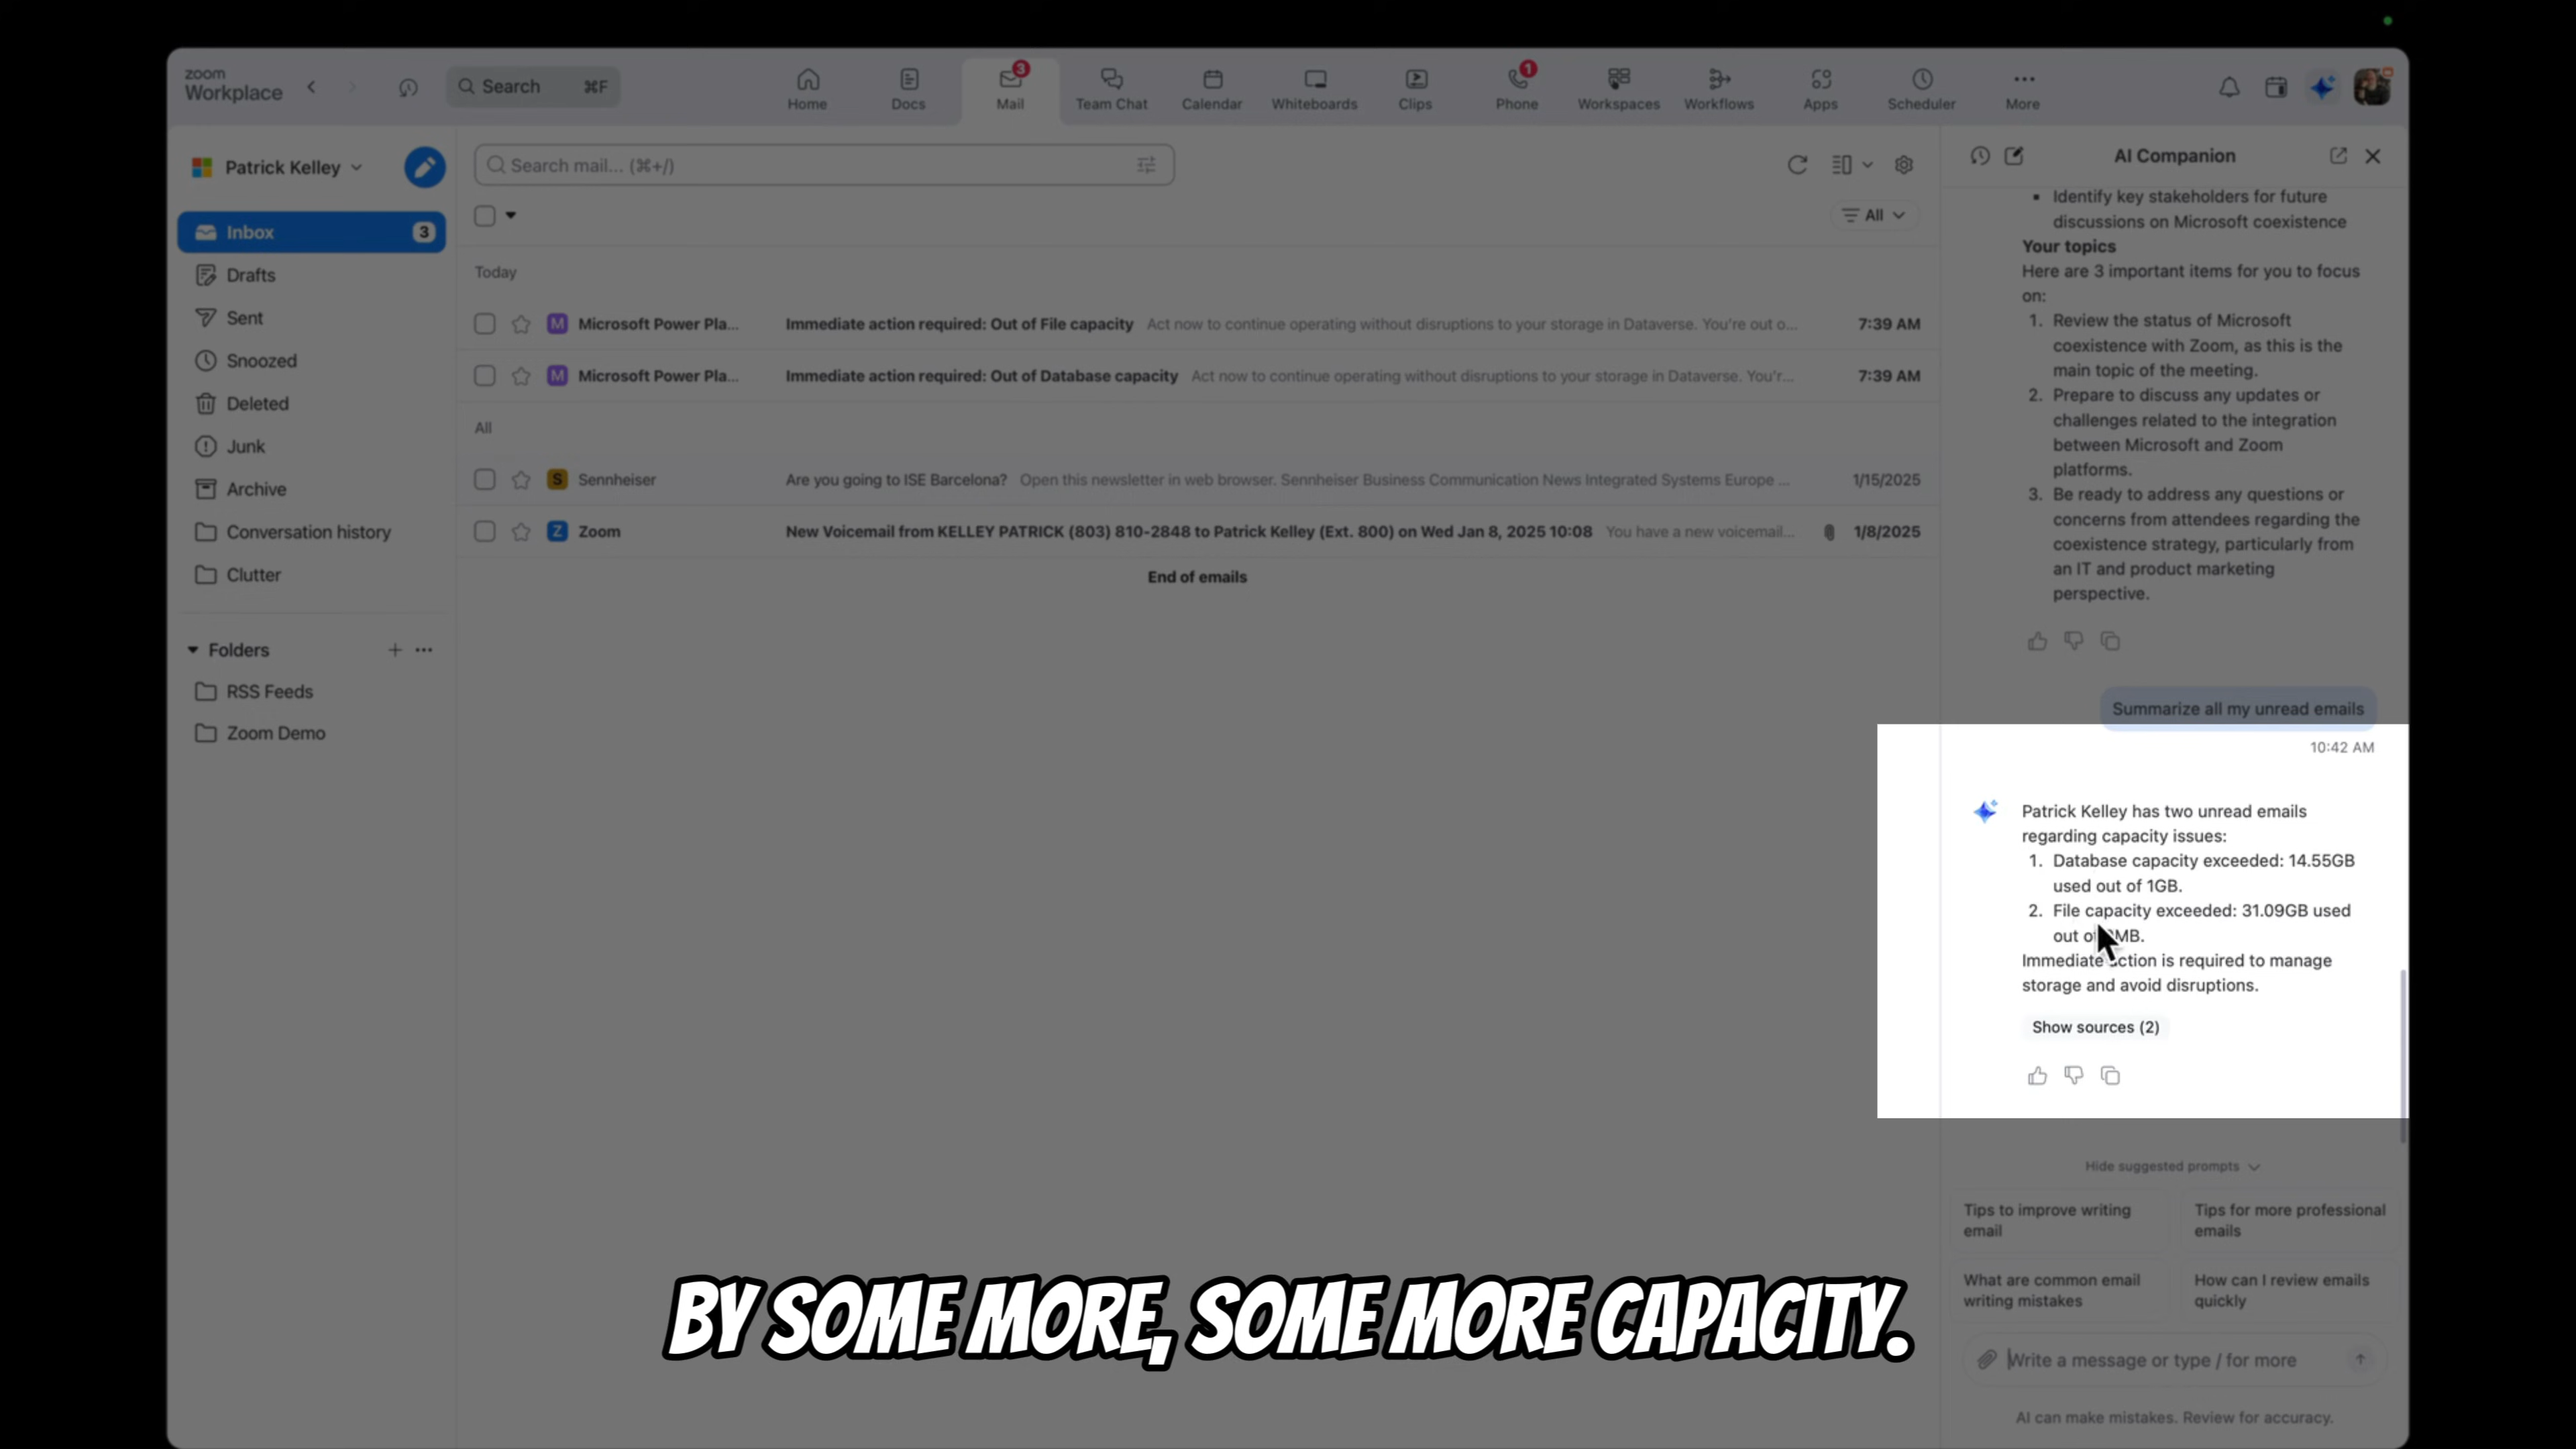 zoom
Workplace
Search ⌘F
Home
Docs
3
Mail
Team Chat
Calendar
Whiteboards
Clips
1
Phone
Workspaces
Workflows
Apps
Scheduler
More
Patrick Kelley
Inbox 3
Drafts
Sent
Snoozed
Deleted
Junk
Archive
Conversation history
Clutter
Folders
RSS Feeds
Zoom Demo
Search mail... (⌘+/)
All
Today
M Microsoft Power Pla... Immediate action required: Out of File capacity Act now to continue operating without disruptions to your storage in Dataverse. You're out o... 7:39 AM
M Microsoft Power Pla... Immediate action required: Out of Database capacity Act now to continue operating without disruptions to your storage in Dataverse. You'r... 7:39 AM
All
S Sennheiser Are you going to ISE Barcelona? Open this newsletter in web browser. Sennheiser Business Communication News Integrated Systems Europe ... 1/15/2025
Z Zoom New Voicemail from KELLEY PATRICK (803) 810-2848 to Patrick Kelley (Ext. 800) on Wed Jan 8, 2025 10:08 You have a new voicemail... 1/8/2025
End of emails
AI Companion
Identify key stakeholders for future
discussions on Microsoft coexistence
Your topics
Here are 3 important items for you to focus
on:
1. Review the status of Microsoft
coexistence with Zoom, as this is the
main topic of the meeting.
2. Prepare to discuss any updates or
challenges related to the integration
between Microsoft and Zoom
platforms.
3. Be ready to address any questions or
concerns from attendees regarding the
coexistence strategy, particularly from
an IT and product marketing
perspective.
Summarize all my unread emails
10:42 AM
Patrick Kelley has two unread emails
regarding capacity issues:
1. Database capacity exceeded: 14.55GB
used out of 1GB.
2. File capacity exceeded: 31.09GB used
out of MB.
Immediate action is required to manage
storage and avoid disruptions.
Show sources (2)
Hide suggested prompts
Tips to improve writing
email
Tips for more professional
emails
What are common email
writing mistakes
How can I review emails
quickly
Write a message or type / for more
AI can make mistakes. Review for accuracy.
BY SOME MORE, SOME MORE CAPACITY.